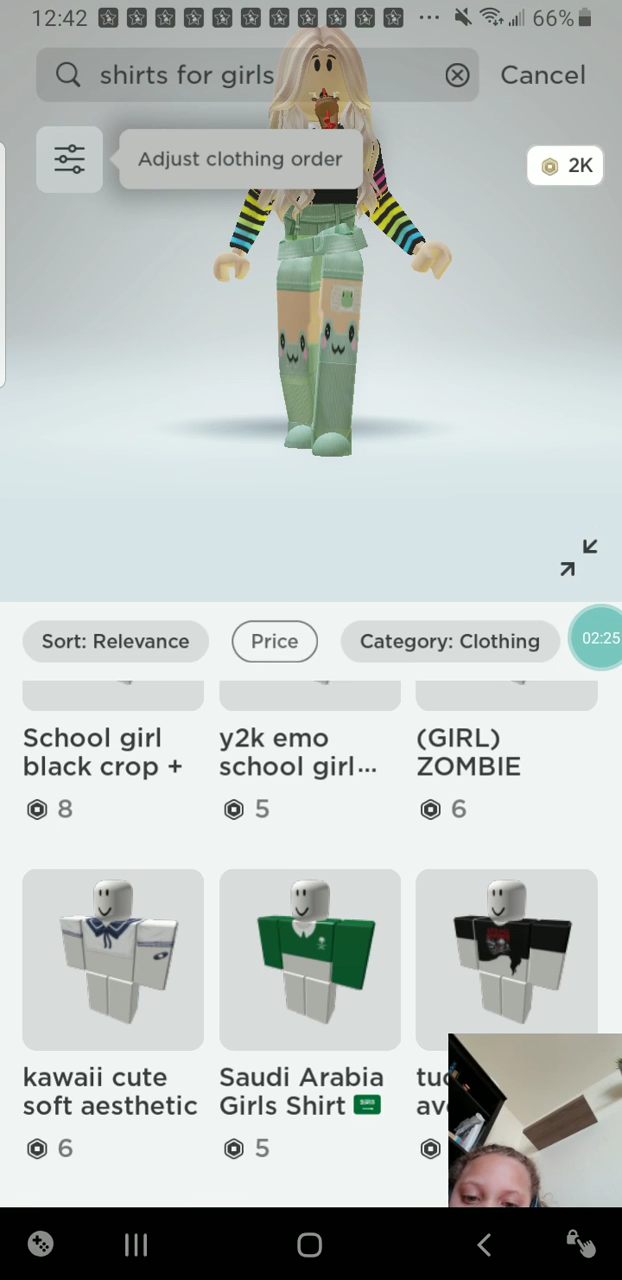 12:42 66%
shirts for girls Cancel
Adjust clothing order
2K
Sort: Relevance Price Category: Clothing 02:25
School girl y2k emo (GIRL)
black crop + school girl... ZOMBIE
8 5 6
kawaii cute Saudi Arabia
soft aesthetic Girls Shirt
6 5